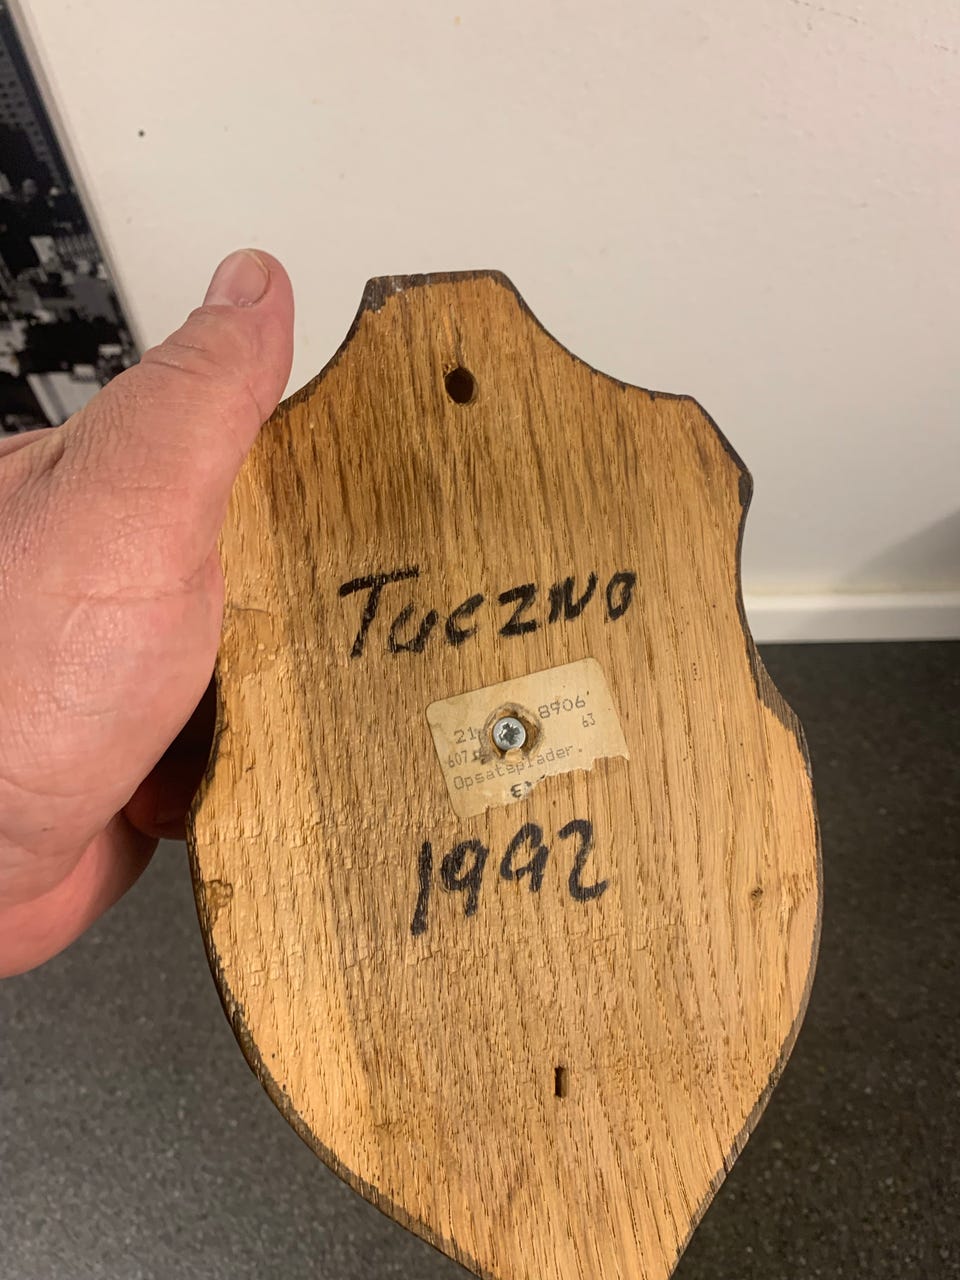 Tuczno
21 8906
63
607
Opsatsplader.
1992